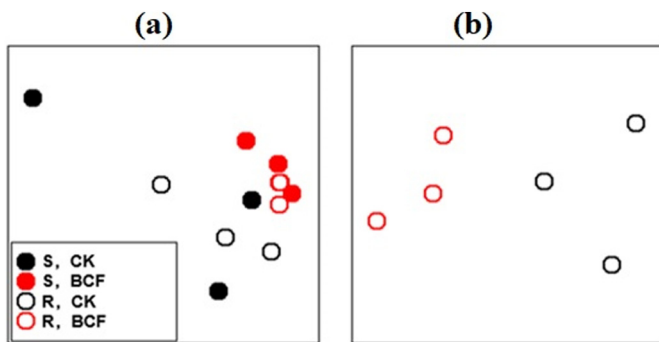 (a)
(b)
S, CK
S, BCF
R, CK
R, BCF